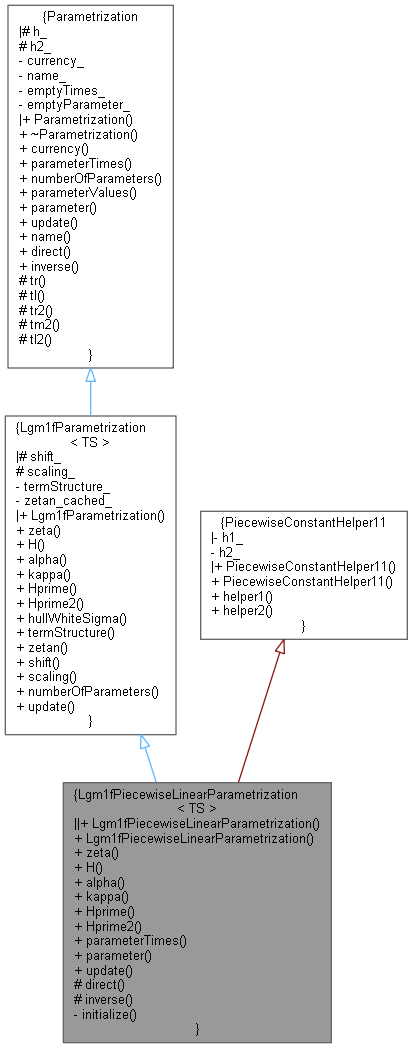 {Parametrization
|# h_
# h2_
- currency_
- name_
- emptyTimes_
- emptyParameter_
|+ Parametrization()
+ ~Parametrization()
+ currency()
+ parameterTimes()
+ numberOfParameters()
+ parameterValues()
+ parameter()
+ update()
+ name()
+ direct()
+ inverse()
# tr()
# tl()
# tr2()
# tm2()
# tl2()
}
{Lgm1fParametrization
< TS >
|# shift_
# scaling_
- termStructure_
- zetan_cached_
|+ Lgm1fParametrization()
+ zeta()
+ H()
+ alpha()
+ kappa()
+ Hprime()
+ Hprime2()
+ hullWhiteSigma()
+ termStructure()
+ zetan()
+ shift()
+ scaling()
+ numberOfParameters()
+ update()
}
{PiecewiseConstantHelper11
|- h1_
- h2_
|+ PiecewiseConstantHelper11()
+ PiecewiseConstantHelper11()
+ helper1()
+ helper2()
}
{Lgm1fPiecewiseLinearParametrization
< TS >
||+ Lgm1fPiecewiseLinearParametrization()
+ Lgm1fPiecewiseLinearParametrization()
+ zeta()
+ H()
+ alpha()
+ kappa()
+ Hprime()
+ Hprime2()
+ parameterTimes()
+ parameter()
+ update()
# direct()
# inverse()
- initialize()
}